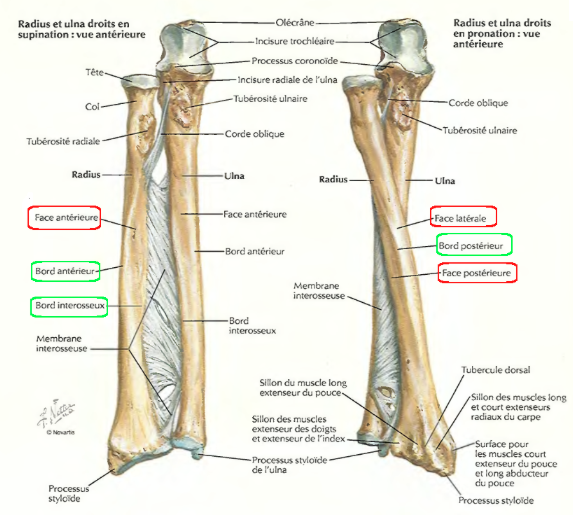 Radius et ulna droits en
supination : vue antérieure
Olécrâne
Radius et ulna droits
en pronation : vue
antérieure
Incisure trochléaire
Processus coronoïde
Tête
Incisure radiale de l'ulna
Col
Tubérosité ulnaire
Corde oblique
Tubérosité radiale
Corde oblique
Tubérosité ulnaire
Radius
Ulna
Radius
Ulna
Face antérieure
Face antérieure
Face latérale
Bord antérieur
Bord postérieur
Bord antérieur
Face postérieure
Membrane
interosseuse
Bord interosseux
Bord
interosseux
Membrane
interosseuse
Tubercule dorsal
Sillon du muscle long
extenseur du pouce
Sillon des muscles long
et court extenseurs
radiaux du carpe
F. Netter
© Novartis
Sillon des muscles
extenseur des doigts
et extenseur de l'index
Surface pour
les muscles court
extenseur du pouce
et long abducteur
du pouce
Processus styloïde
de l'ulna
Processus
styloïde
Processus styloïde